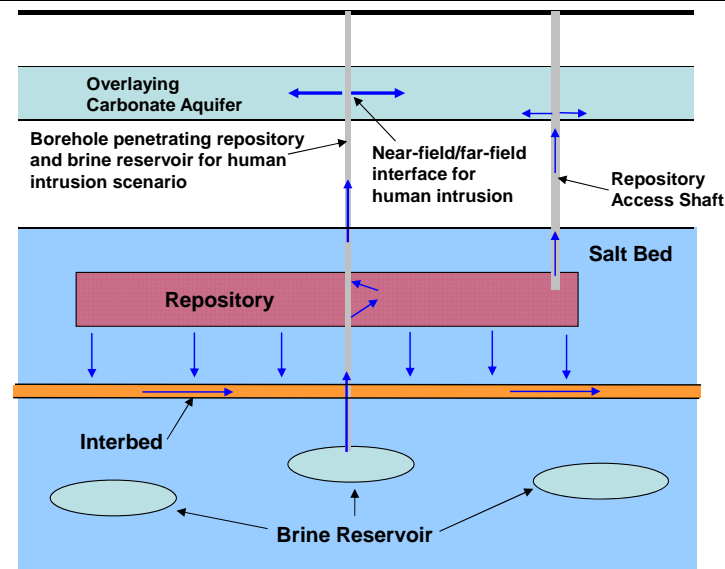 Overlaying
Carbonate Aquifer
Borehole penetrating repository
and brine reservoir for human
intrusion scenario
Near-field/far-field
interface for
human intrusion
Repository
Access Shaft
Salt Bed
Repository
Interbed
Brine Reservoir